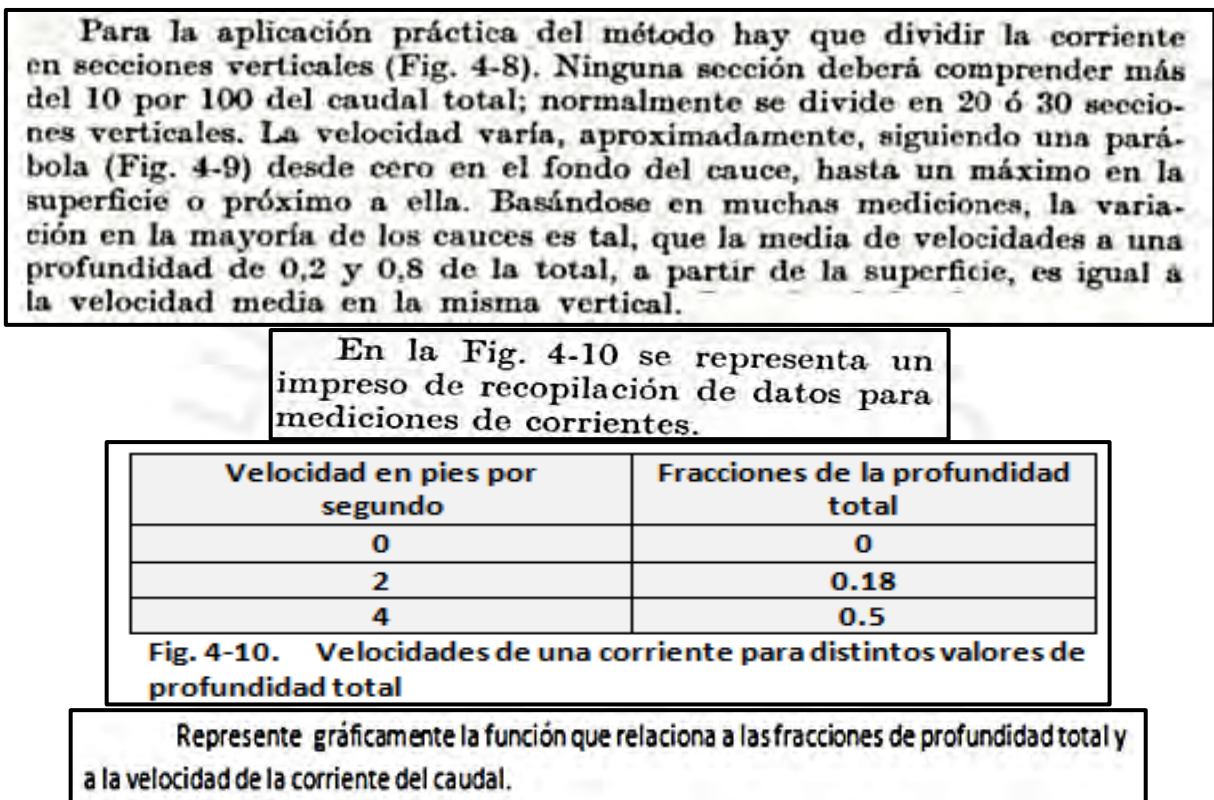 Para la aplicación práctica del método hay que dividir la corriente
en secciones verticales (Fig. 4-8). Ninguna sección deberá comprender más
del 10 por 100 del caudal total; normalmente se divide en 20 ó 30 seccio-
nes verticales. La velocidad varía, aproximadamente, siguiendo una pará-
bola (Fig. 4-9) desde cero en el fondo del cauce, hasta un máximo en la
superficie o próximo a ella. Basándose en muchas mediciones, la varia-
ción en la mayoría de los cauces es tal, que la media de velocidades a una
profundidad de 0,2 y 0,8 de la total, a partir de la superficie, es igual a
la velocidad media en la misma vertical.
En la Fig. 4-10 se representa un
impreso de recopilación de datos para
mediciones de corrientes.
Velocidad en pies por
segundo
Fracciones de la profundidad
total
0 0
2 0.18
4 0.5
Fig. 4-10. Velocidades de una corriente para distintos valores de
profundidad total
Represente gráficamente la función que relaciona a las fracciones de profundidad total y
a la velocidad de la corriente del caudal.